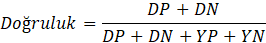 Doğruluk = (DP + DN) / (DP + DN + YP + YN)